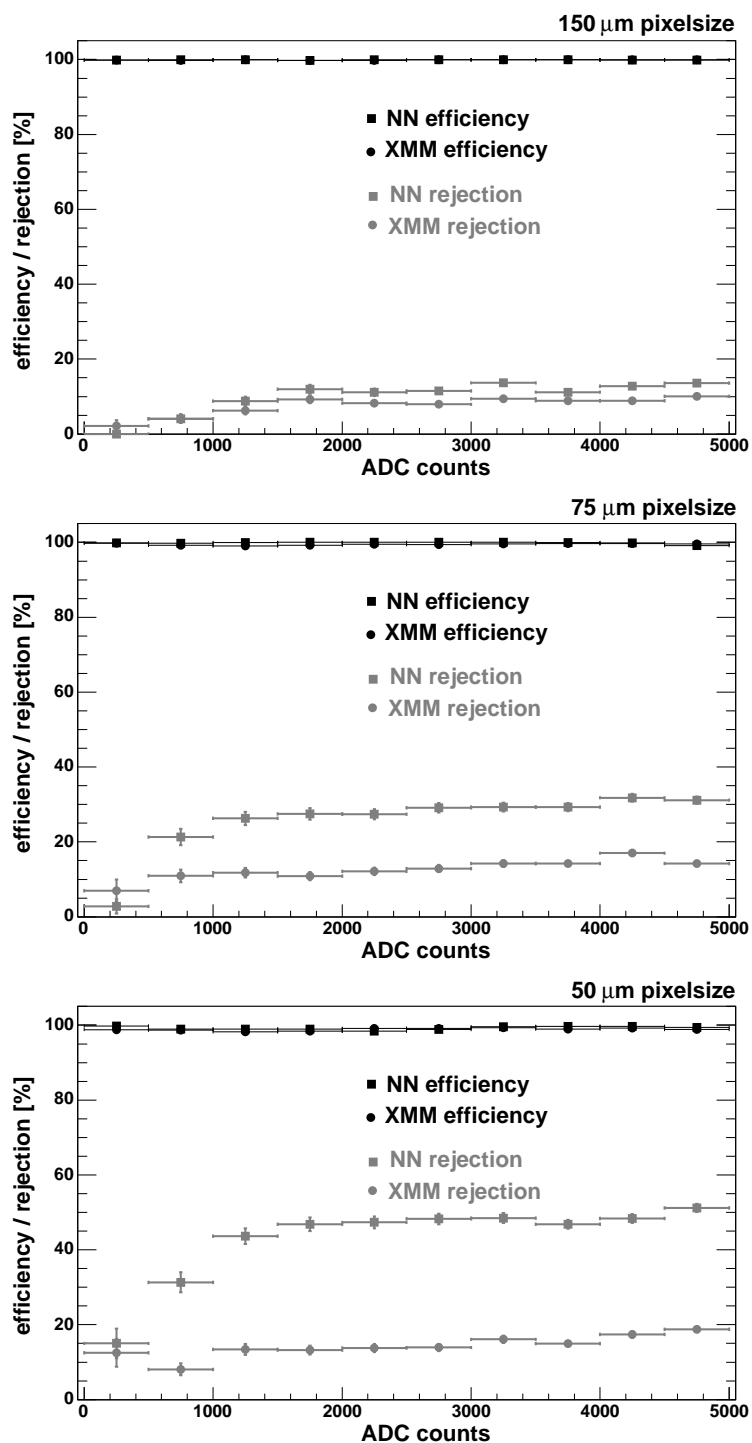 150 μm pixelsize
efficiency / rejection [%]
100
80
60
40
20
0
NN efficiency
XMM efficiency
NN rejection
XMM rejection
0 1000 2000 3000 4000 5000
ADC counts
75 μm pixelsize
efficiency / rejection [%]
100
80
60
40
20
0
NN efficiency
XMM efficiency
NN rejection
XMM rejection
0 1000 2000 3000 4000 5000
ADC counts
50 μm pixelsize
efficiency / rejection [%]
100
80
60
40
20
0
NN efficiency
XMM efficiency
NN rejection
XMM rejection
0 1000 2000 3000 4000 5000
ADC counts